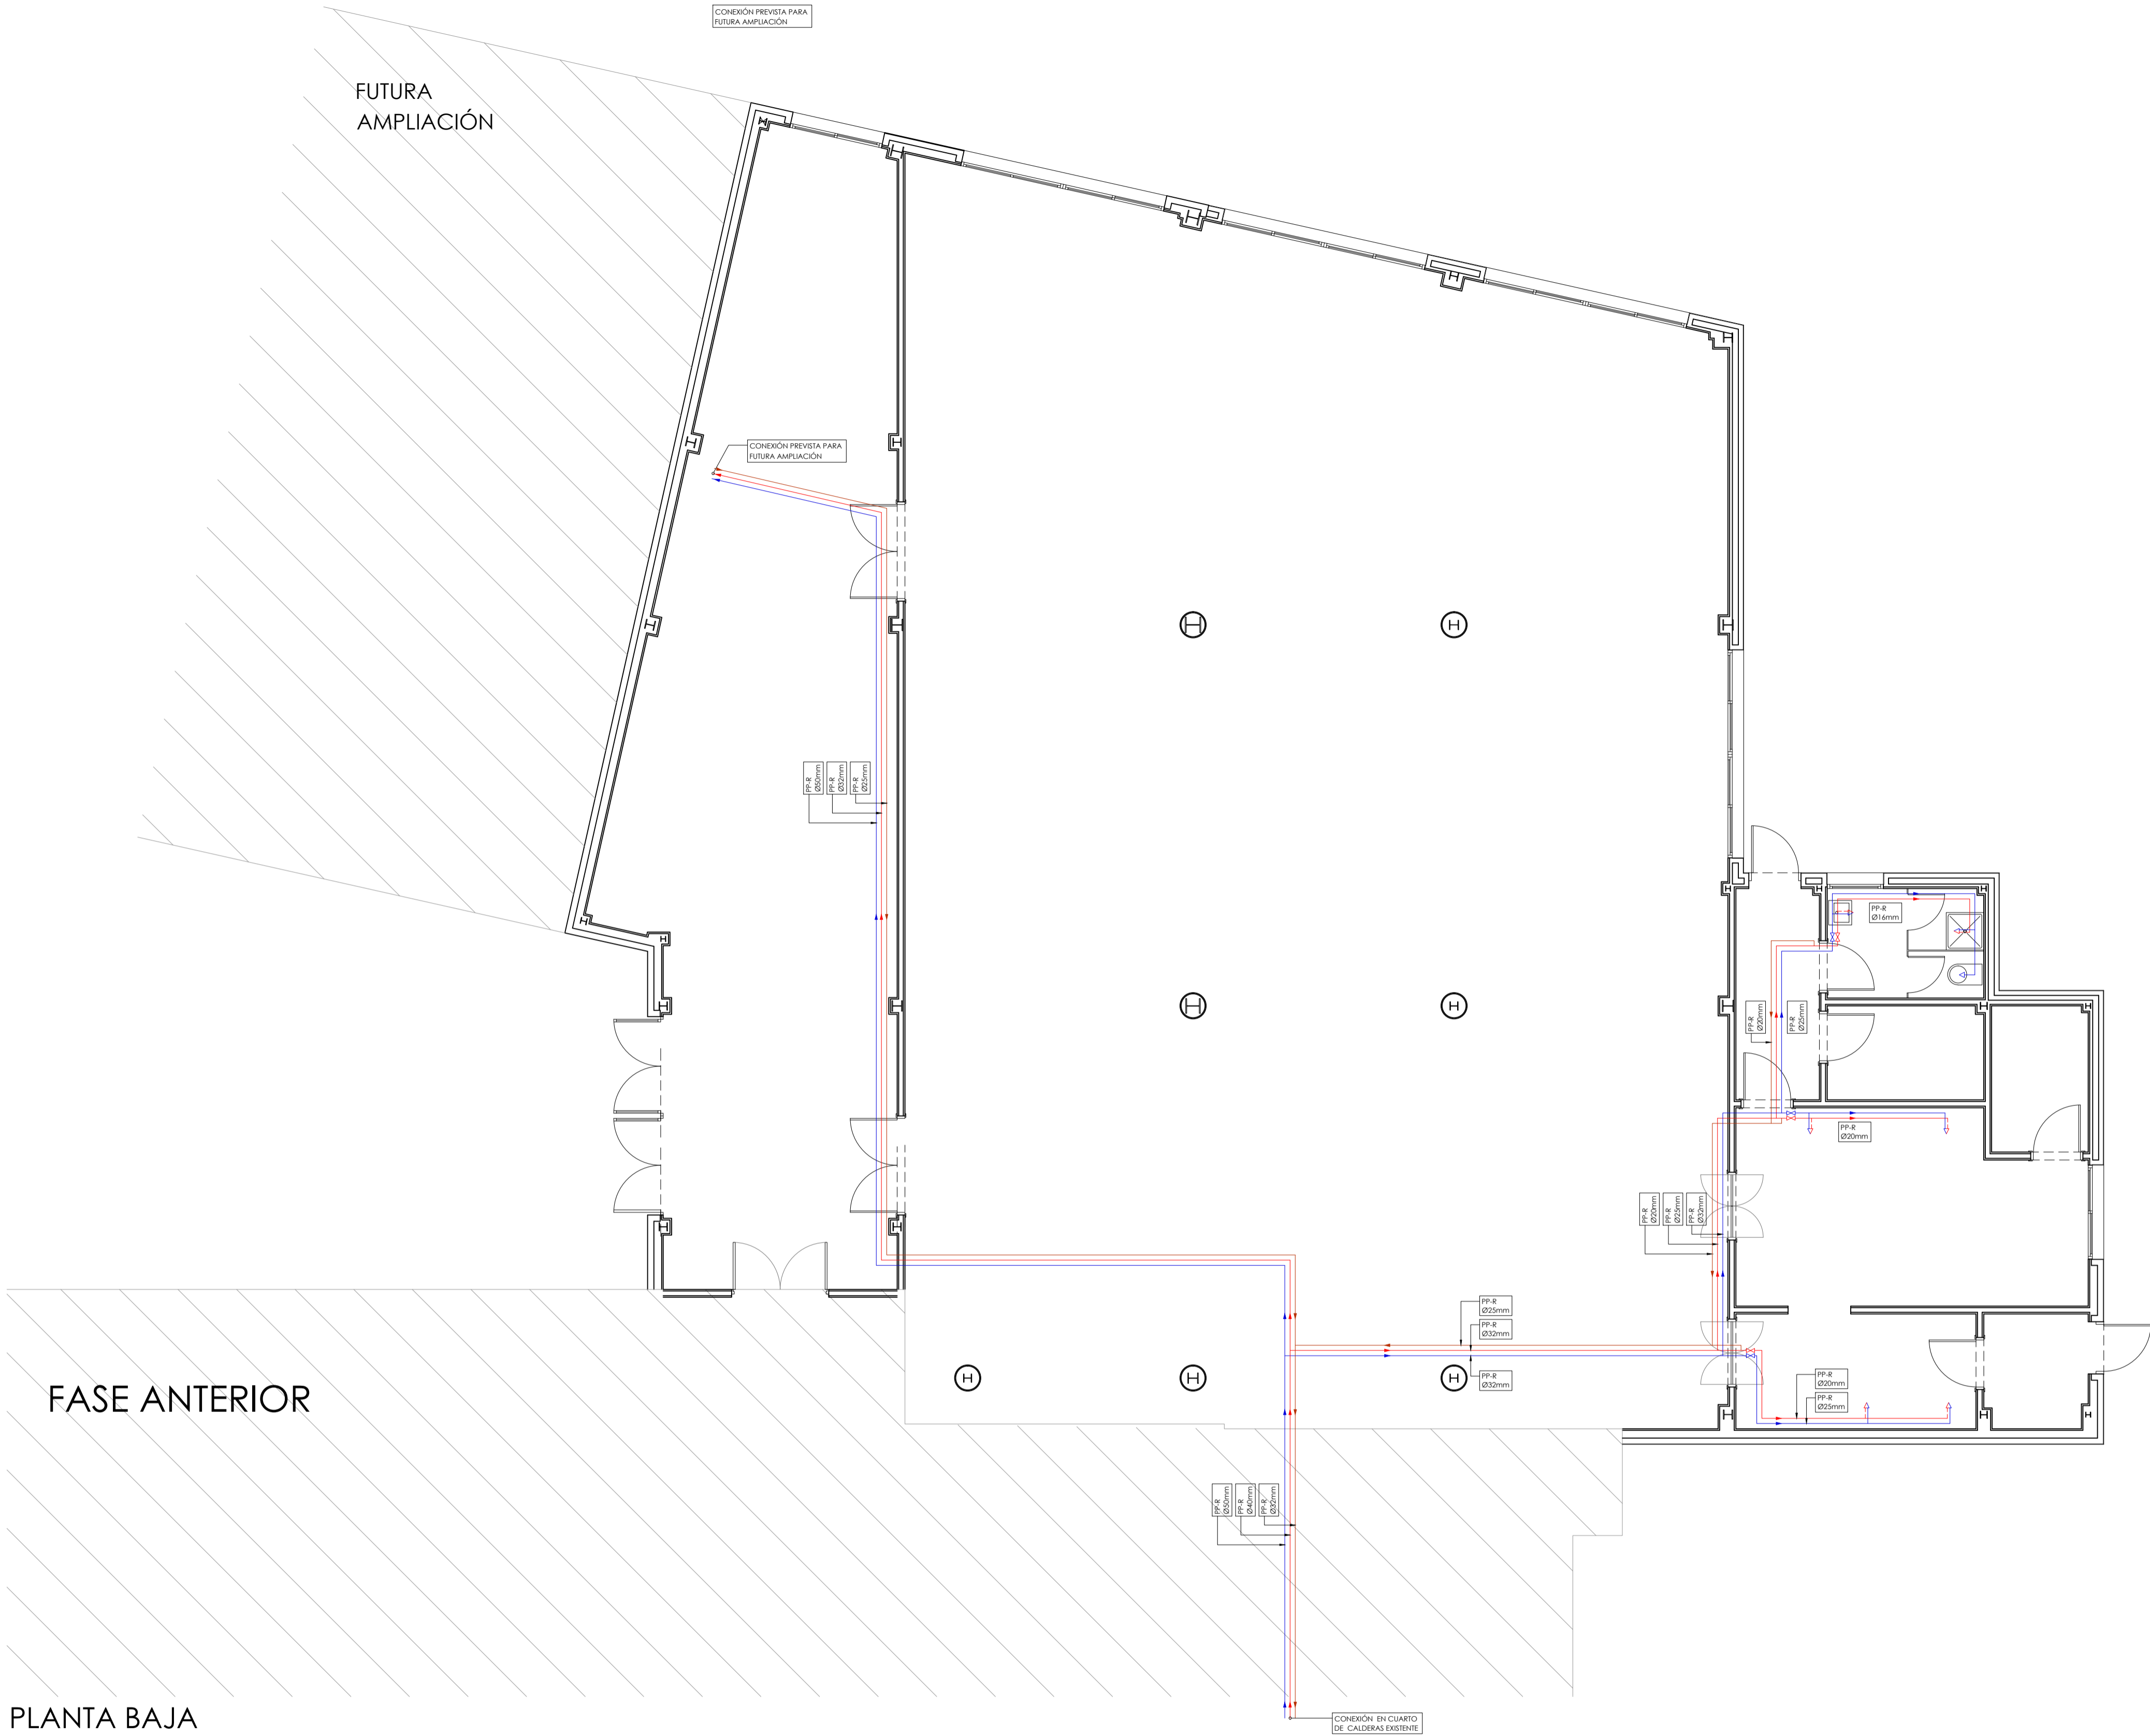 CONEXIÓN PREVISTA PARA
FUTURA AMPLIACIÓN
FUTURA
AMPLIACIÓN
CONEXIÓN PREVISTA PARA
FUTURA AMPLIACIÓN
PP-R
Ø50mm
PP-R
Ø32mm
PP-R
Ø25mm
PP-R
Ø16mm
PP-R
Ø20mm
PP-R
Ø25mm
PP-R
Ø20mm
PP-R
Ø20mm
PP-R
Ø25mm
PP-R
Ø32mm
PP-R
Ø25mm
PP-R
Ø32mm
PP-R
Ø32mm
PP-R
Ø20mm
PP-R
Ø25mm
FASE ANTERIOR
PP-R
Ø50mm
PP-R
Ø40mm
PP-R
Ø32mm
PLANTA BAJA
CONEXIÓN EN CUARTO
DE CALDERAS EXISTENTE